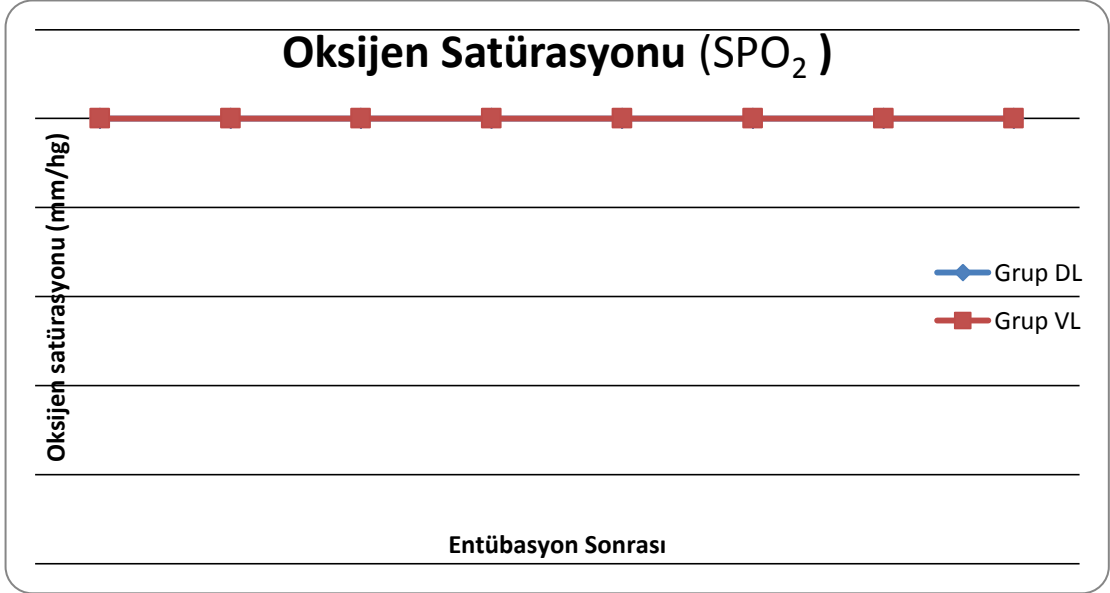 Oksijen Satürasyonu (SPO₂ )
Oksijen satürasyonu (mm/hg)
Grup DL
Grup VL
Entübasyon Sonrası